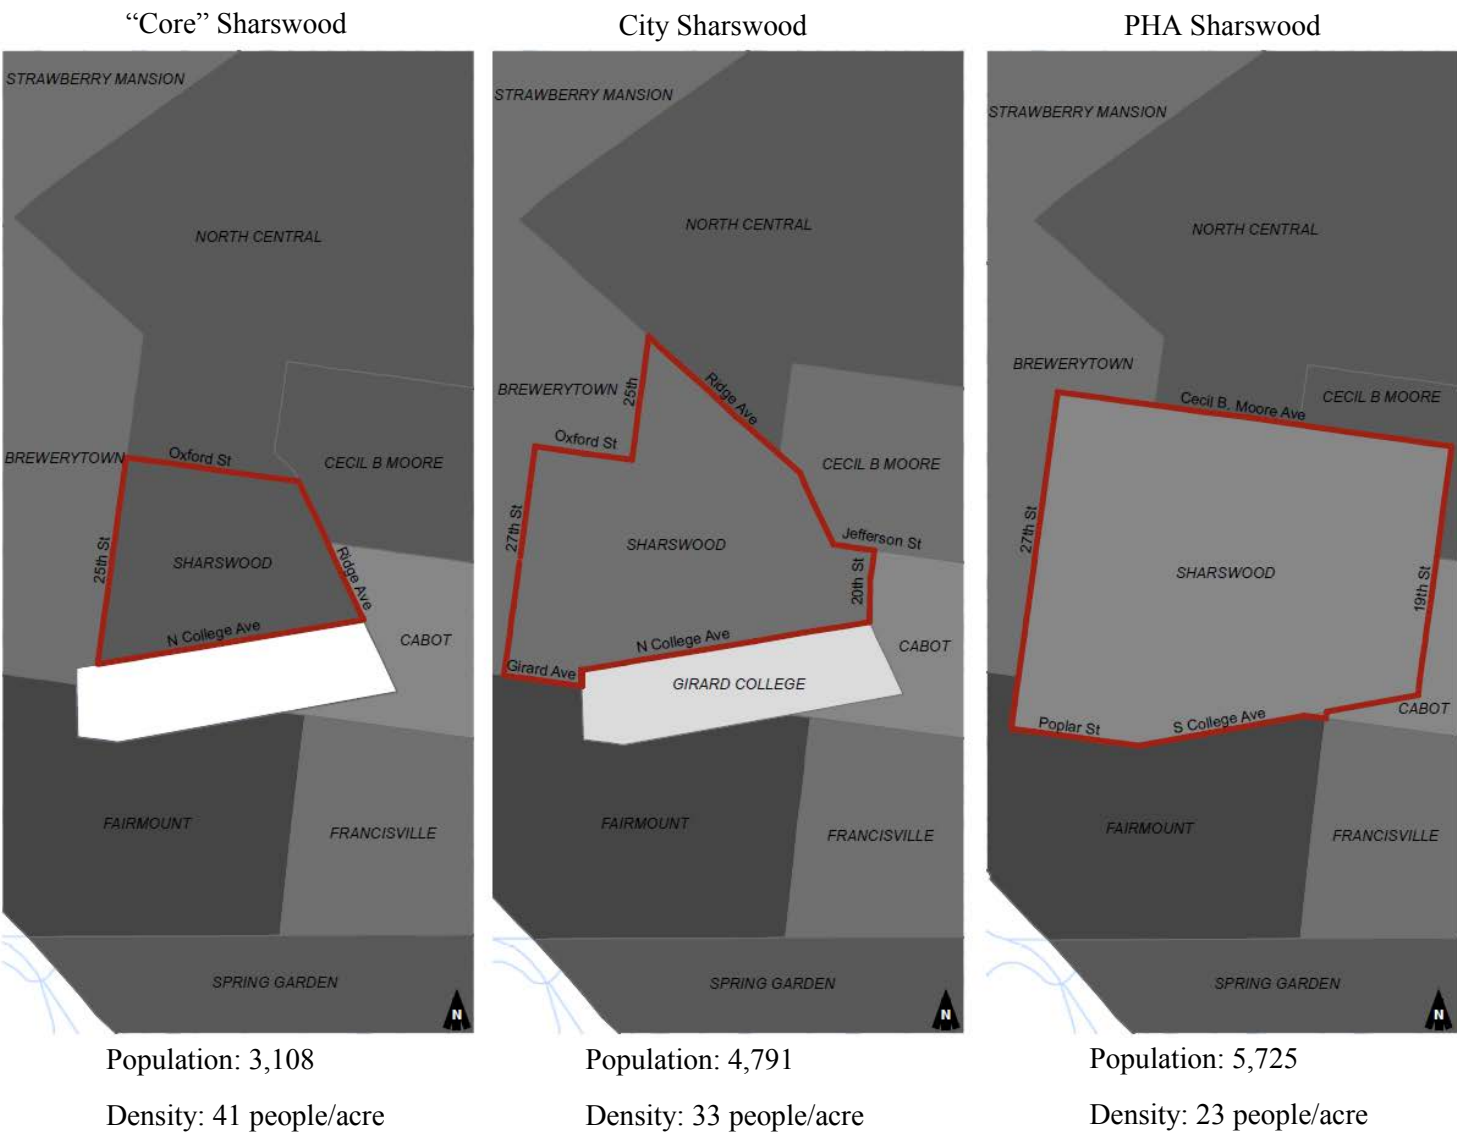 “Core” Sharswood
City Sharswood
PHA Sharswood
STRAWBERRY MANSION
NORTH CENTRAL
BREWERYTOWN
Oxford St
CECIL B MOORE
25th St
SHARSWOOD
Ridge Ave
N College Ave
CABOT
FAIRMOUNT
FRANCISVILLE
SPRING GARDEN
N
STRAWBERRY MANSION
NORTH CENTRAL
BREWERYTOWN
25th
Ridge Ave
Oxford St
CECIL B MOORE
27th St
SHARSWOOD
Jefferson St
20th St
N College Ave
CABOT
Girard Ave
GIRARD COLLEGE
FAIRMOUNT
FRANCISVILLE
SPRING GARDEN
N
STRAWBERRY MANSION
NORTH CENTRAL
BREWERYTOWN
Cecil B. Moore Ave
CECIL B MOORE
27th St
SHARSWOOD
19th St
CABOT
Poplar St
S College Ave
FAIRMOUNT
FRANCISVILLE
SPRING GARDEN
N
Population: 3,108
Density: 41 people/acre
Population: 4,791
Density: 33 people/acre
Population: 5,725
Density: 23 people/acre